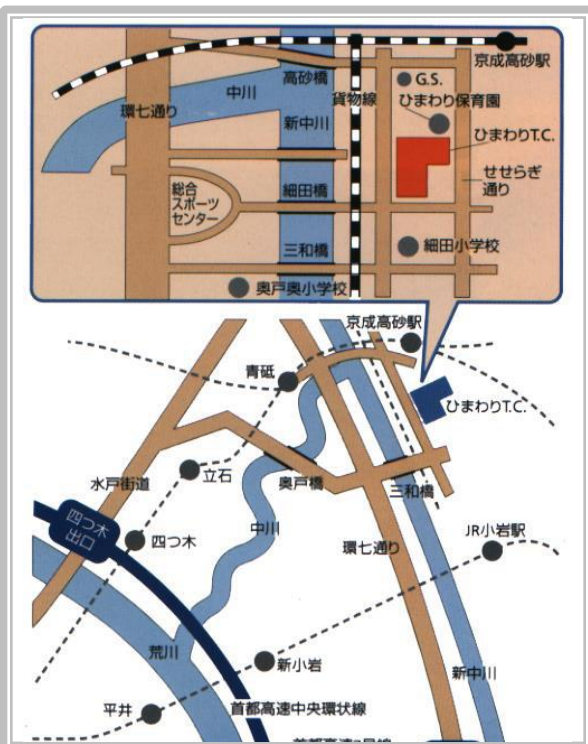 京成高砂駅
高砂橋
G.S.
中川
貨物線
ひまわり保育園
環七通り
新中川
ひまわりT.C.
せせらぎ
通り
総合
スポーツ
センター
細田橋
細田小学校
三和橋
奥戸奥小学校
京成高砂駅
青砥
ひまわりT.C.
立石
奥戸橋
水戸街道
三和橋
四つ木
出口
四つ木
中川
環七通り
JR小岩駅
荒川
新小岩
新中川
平井
首都高速中央環状線